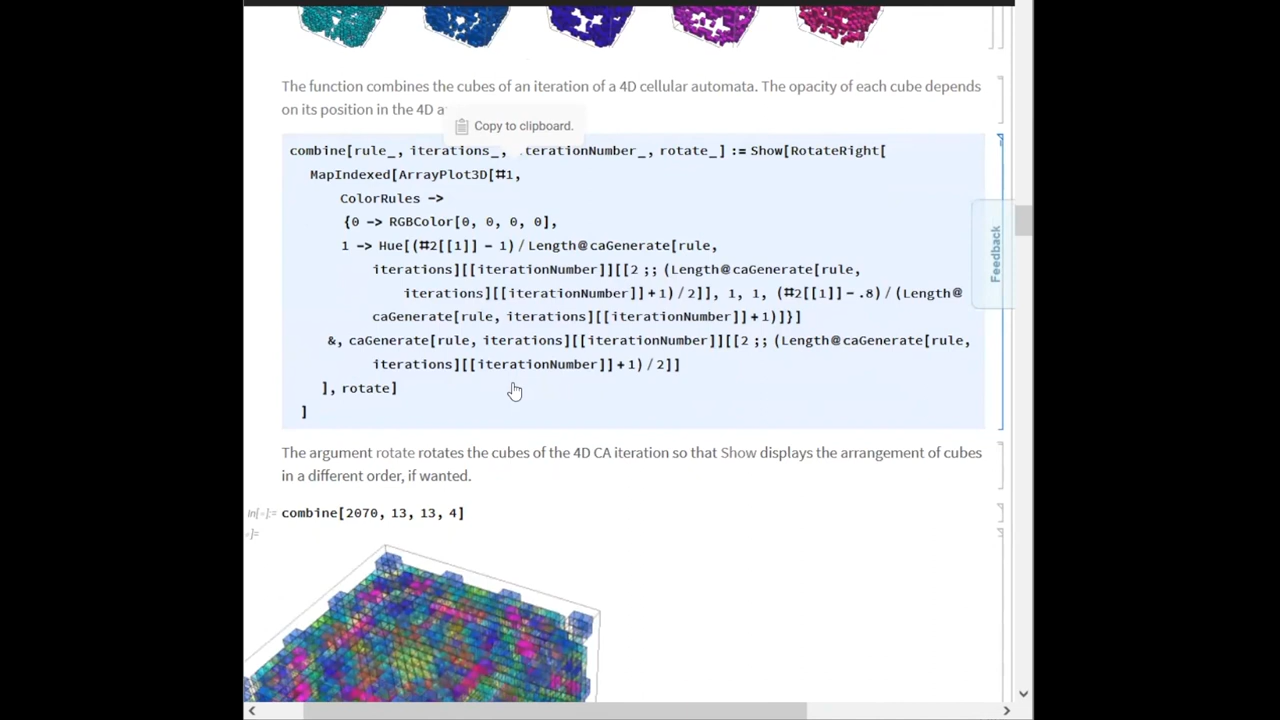 The function combines the cubes of an iteration of a 4D cellular automata. The opacity of each cube depends
on its position in the 4D a
Copy to clipboard.
combine[rule_, iterations_, terationNumber_, rotate_] := Show[RotateRight[
MapIndexed[ArrayPlot3D[#1,
ColorRules ->
{0 -> RGBColor[0, 0, 0, 0],
1 -> Hue[(#2[[1]] - 1) / Length@caGenerate[rule,
iterations][[iterationNumber]][[2 ;; (Length@caGenerate[rule,
iterations][[iterationNumber]] + 1) / 2]], 1, 1, (#2[[1]] - .8) / (Length@
caGenerate[rule, iterations][[iterationNumber]] + 1)]}]
&, caGenerate[rule, iterations][[iterationNumber]][[2 ;; (Length@caGenerate[rule,
iterations][[iterationNumber]] + 1) / 2]]
], rotate]
]
Feedback
The argument rotate rotates the cubes of the 4D CA iteration so that Show displays the arrangement of cubes
in a different order, if wanted.
In[•]:= combine[2070, 13, 13, 4]
•]=